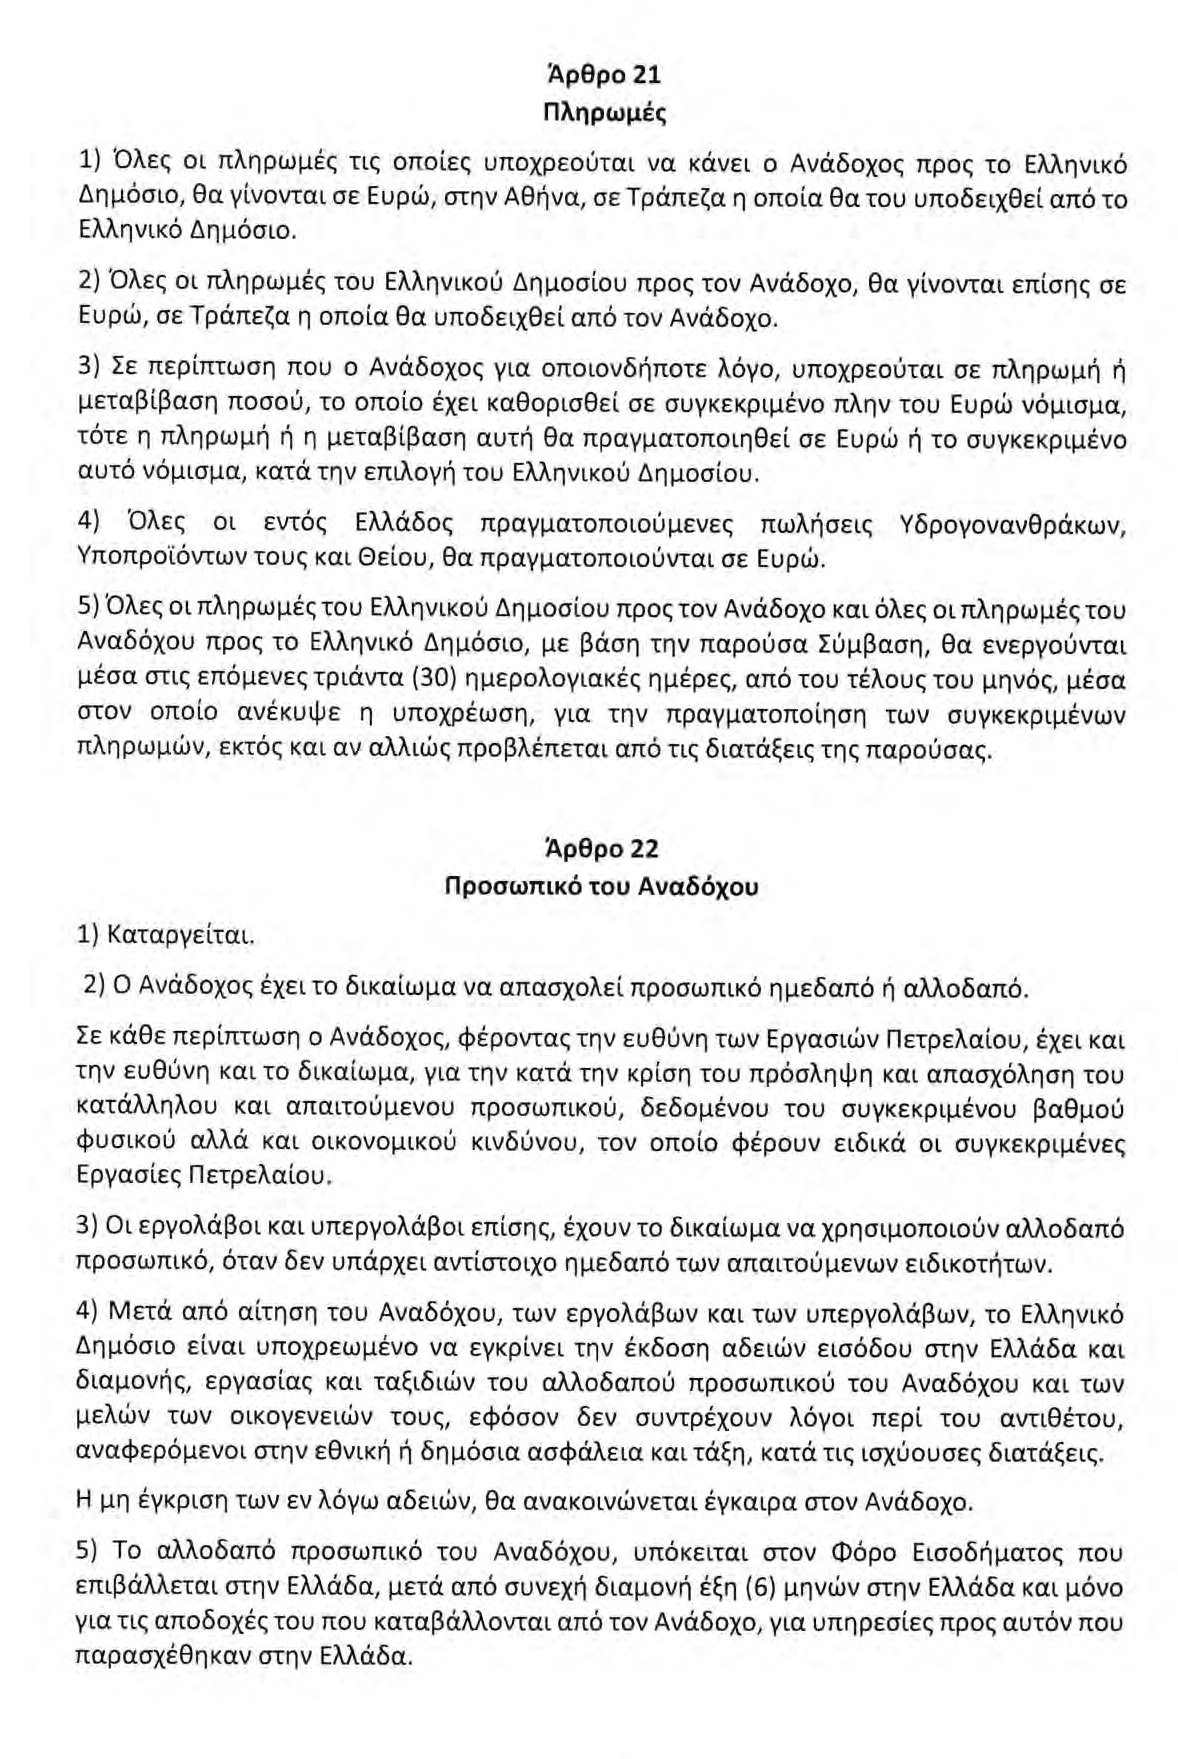 Άρθρο 21
Πληρωμές
1) Όλες οι πληρωμές τις οποίες υποχρεούται να κάνει ο Ανάδοχος προς το Ελληνικό
Δημόσιο, θα γίνονται σε Ευρώ, στην Αθήνα, σε Τράπεζα η οποία θα του υποδειχθεί από το
Ελληνικό Δημόσιο.
2) Όλες οι πληρωμές του Ελληνικού Δημοσίου προς τον Ανάδοχο, θα γίνονται επίσης σε
Ευρώ, σε Τράπεζα η οποία θα υποδειχθεί από τον Ανάδοχο.
3) Σε περίπτωση που ο Ανάδοχος για οποιονδήποτε λόγο, υποχρεούται σε πληρωμή ή
μεταβίβαση ποσού, το οποίο έχει καθορισθεί σε συγκεκριμένο πλην του Ευρώ νόμισμα,
τότε η πληρωμή ή η μεταβίβαση αυτή θα πραγματοποιηθεί σε Ευρώ ή το συγκεκριμένο
αυτό νόμισμα, κατά την επιλογή του Ελληνικού Δημοσίου.
4) Όλες οι εντός Ελλάδος πραγματοποιούμενες πωλήσεις Υδρογονανθράκων,
Υποπροϊόντων τους και Θείου, θα πραγματοποιούνται σε Ευρώ.
5) Όλες οι πληρωμές του Ελληνικού Δημοσίου προς τον Ανάδοχο και όλες οι πληρωμές του
Αναδόχου προς το Ελληνικό Δημόσιο, με βάση την παρούσα Σύμβαση, θα ενεργούνται
μέσα στις επόμενες τριάντα (30) ημερολογιακές ημέρες, από του τέλους του μηνός, μέσα
στον οποίο ανέκυψε η υποχρέωση, για την πραγματοποίηση των συγκεκριμένων
πληρωμών, εκτός και αν αλλιώς προβλέπεται από τις διατάξεις της παρούσας.
Άρθρο 22
Προσωπικό του Αναδόχου
1) Καταργείται.
2) Ο Ανάδοχος έχει το δικαίωμα να απασχολεί προσωπικό ημεδαπό ή αλλοδαπό.
Σε κάθε περίπτωση ο Ανάδοχος, φέροντας την ευθύνη των Εργασιών Πετρελαίου, έχει και
την ευθύνη και το δικαίωμα, για την κατά την κρίση του πρόσληψη και απασχόληση του
κατάλληλου και απαιτούμενου προσωπικού, δεδομένου του συγκεκριμένου βαθμού
φυσικού αλλά και οικονομικού κινδύνου, τον οποίο φέρουν ειδικά οι συγκεκριμένες
Εργασίες Πετρελαίου.
3) Οι εργολάβοι και υπεργολάβοι επίσης, έχουν το δικαίωμα να χρησιμοποιούν αλλοδαπό
προσωπικό, όταν δεν υπάρχει αντίστοιχο ημεδαπό των απαιτούμενων ειδικοτήτων.
4) Μετά από αίτηση του Αναδόχου, των εργολάβων και των υπεργολάβων, το Ελληνικό
Δημόσιο είναι υποχρεωμένο να εγκρίνει την έκδοση αδειών εισόδου στην Ελλάδα και
διαμονής, εργασίας και ταξιδιών του αλλοδαπού προσωπικού του Αναδόχου και των
μελών των οικογενειών τους, εφόσον δεν συντρέχουν λόγοι περί του αντιθέτου,
αναφερόμενοι στην εθνική ή δημόσια ασφάλεια και τάξη, κατά τις ισχύουσες διατάξεις.
Η μη έγκριση των εν λόγω αδειών, θα ανακοινώνεται έγκαιρα στον Ανάδοχο.
5) Το αλλοδαπό προσωπικό του Αναδόχου, υπόκειται στον Φόρο Εισοδήματος που
επιβάλλεται στην Ελλάδα, μετά από συνεχή διαμονή έξη (6) μηνών στην Ελλάδα και μόνο
για τις αποδοχές του που καταβάλλονται από τον Ανάδοχο, για υπηρεσίες προς αυτόν που
παρασχέθηκαν στην Ελλάδα.